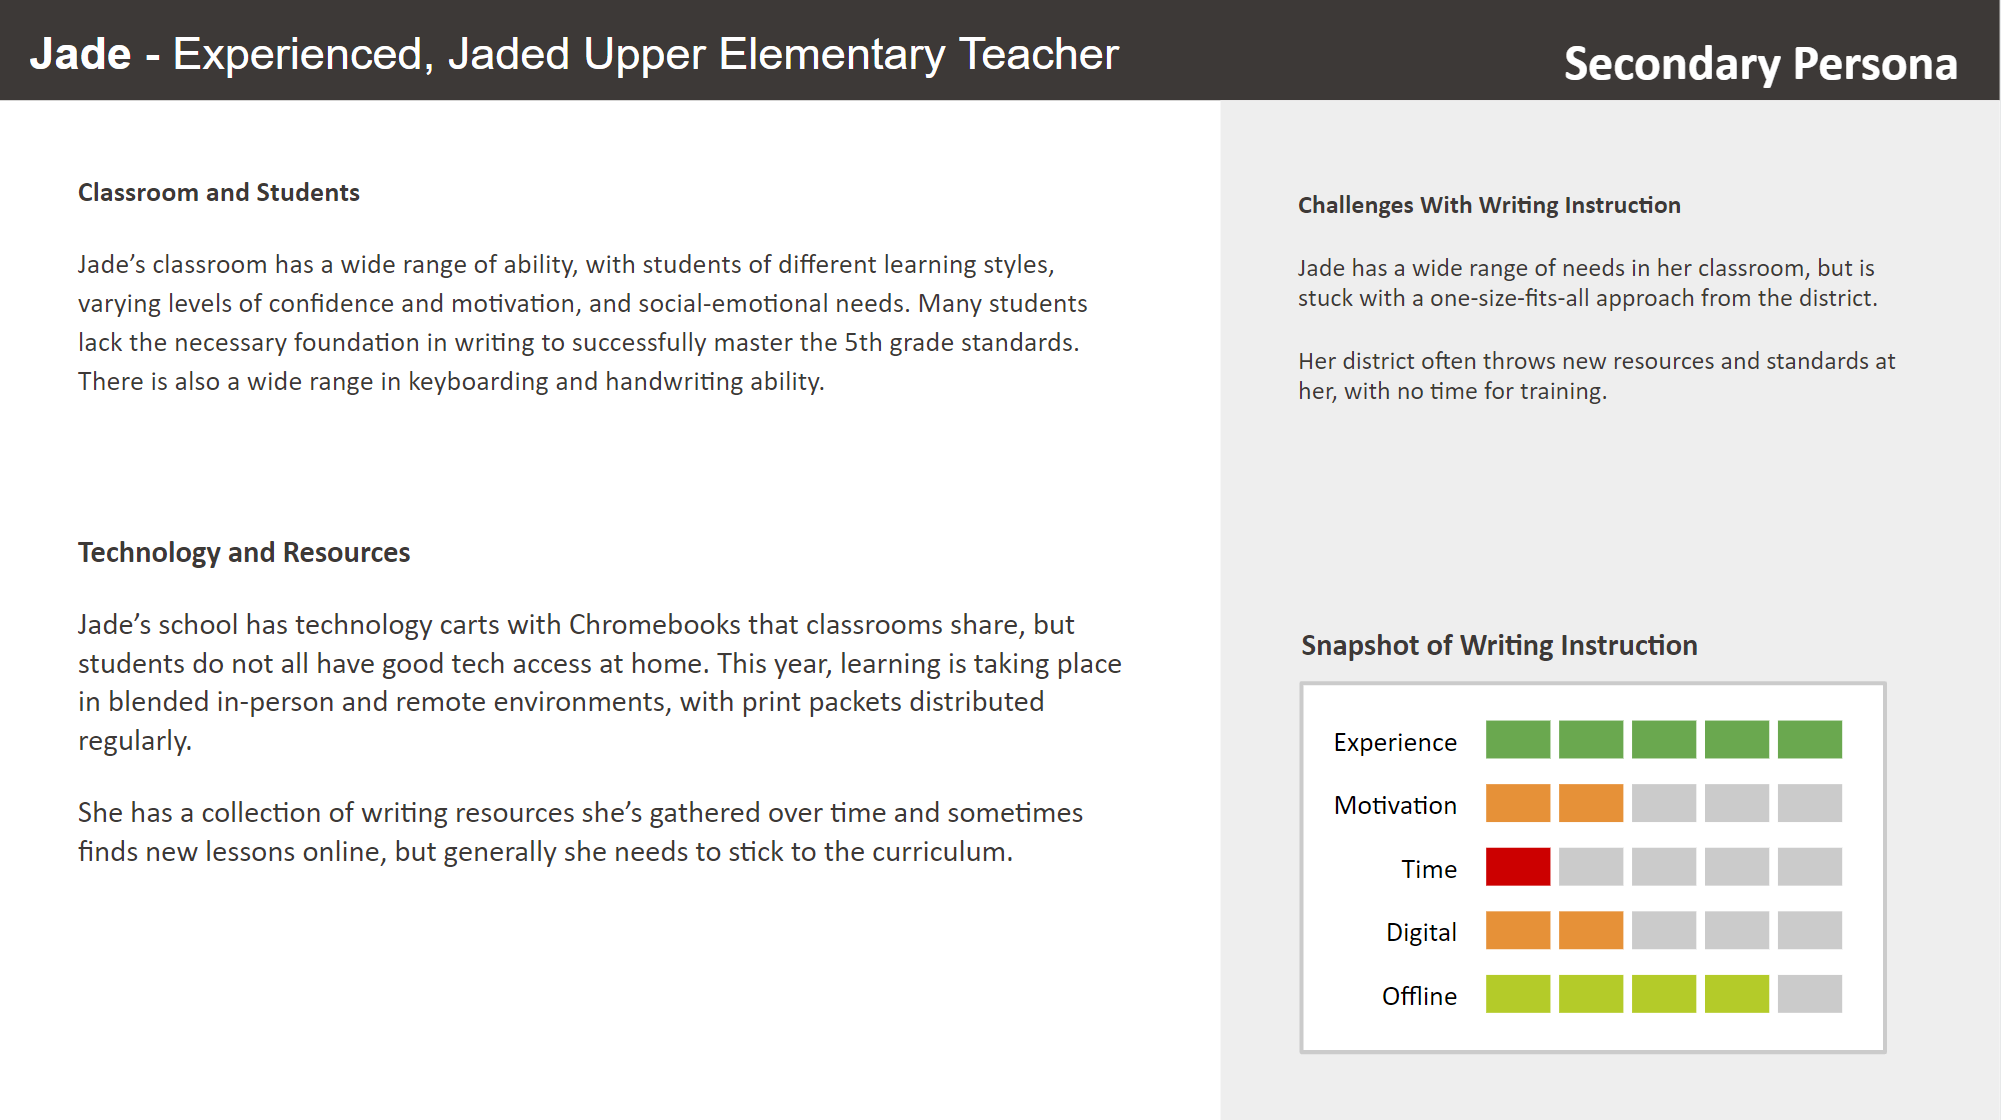 Jade - Experienced, Jaded Upper Elementary Teacher
Secondary Persona
Classroom and Students
Jade’s classroom has a wide range of ability, with students of different learning styles,
varying levels of confidence and motivation, and social-emotional needs. Many students
lack the necessary foundation in writing to successfully master the 5th grade standards.
There is also a wide range in keyboarding and handwriting ability.
Technology and Resources
Jade’s school has technology carts with Chromebooks that classrooms share, but
students do not all have good tech access at home. This year, learning is taking place
in blended in-person and remote environments, with print packets distributed
regularly.
She has a collection of writing resources she’s gathered over time and sometimes
finds new lessons online, but generally she needs to stick to the curriculum.
Challenges With Writing Instruction
Jade has a wide range of needs in her classroom, but is
stuck with a one-size-fits-all approach from the district.
Her district often throws new resources and standards at
her, with no time for training.
Snapshot of Writing Instruction
Experience
Motivation
Time
Digital
Offline